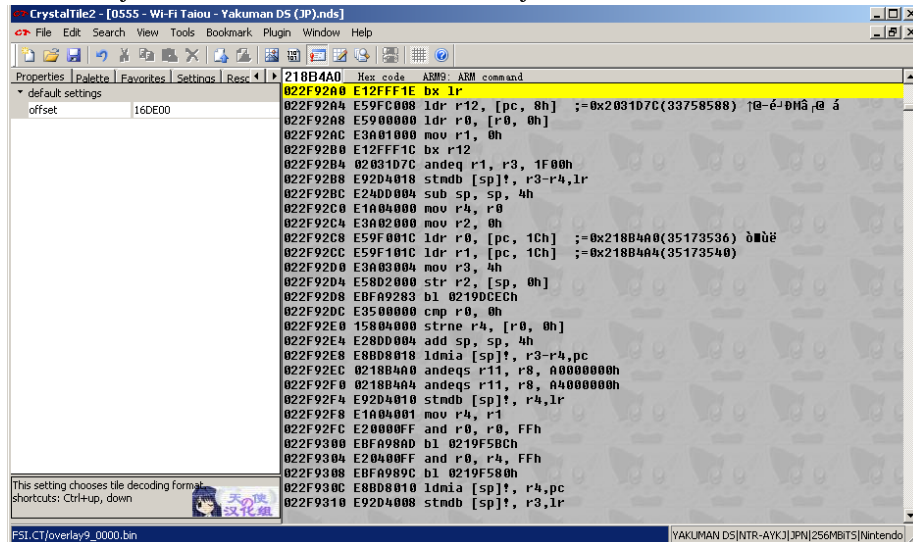 CrystalTile2 - [0555 - Wi-Fi Taiou - Yakuman DS (JP).nds]
File Edit Search View Tools Bookmark Plugin Window Help
Properties Palette Favorites Settings Resc
218B4A0 Hex code ARM9: ARM command
default settings
offset 16DE00
022F92A0 E12FFF1E bx lr
022F92A4 E59FC008 ldr r12, [pc, 8h] ;=0x2031D7C(33758588)
022F92A8 E5900000 ldr r0, [r0, 0h]
022F92AC E3A01000 mov r1, 0h
022F92B0 E12FFF1C bx r12
022F92B4 02031D7C andeq r1, r3, 1F00h
022F92B8 E92D4018 stmdb [sp]!, r3-r4,lr
022F92BC E24DD004 sub sp, sp, 4h
022F92C0 E1A04000 mov r4, r0
022F92C4 E3A02000 mov r2, 0h
022F92C8 E59F001C ldr r0, [pc, 1Ch] ;=0x218B4A0(35173536) ò■ùë
022F92CC E59F101C ldr r1, [pc, 1Ch] ;=0x218B4A4(35173540)
022F92D0 E3A03004 mov r3, 4h
022F92D4 E58D2000 str r2, [sp, 0h]
022F92D8 EBFA9283 bl 0219DCECh
022F92DC E3500000 cmp r0, 0h
022F92E0 15804000 strne r4, [r0, 0h]
022F92E4 E28DD004 add sp, sp, 4h
022F92E8 E8BD8018 ldmia [sp]!, r3-r4,pc
022F92EC 0218B4A0 andeqs r11, r8, A0000000h
022F92F0 0218B4A4 andeqs r11, r8, A4000000h
022F92F4 E92D4010 stmdb [sp]!, r4,lr
022F92F8 E1A04001 mov r4, r1
022F92FC E20000FF and r0, r0, FFh
022F9300 EBFA98AD bl 0219F5BCh
022F9304 E20400FF and r0, r4, FFh
022F9308 EBFA989C bl 0219F580h
022F930C E8BD8010 ldmia [sp]!, r4,pc
022F9310 E92D4008 stmdb [sp]!, r3,lr
This setting chooses tile decoding format,
shortcuts: Ctrl+up, down
天の使
汉化组
FSI.CT/overlay9_0000.bin
YAKUMAN DS|NTR-AYKJ|JPN|256MBiTS|Nintendo